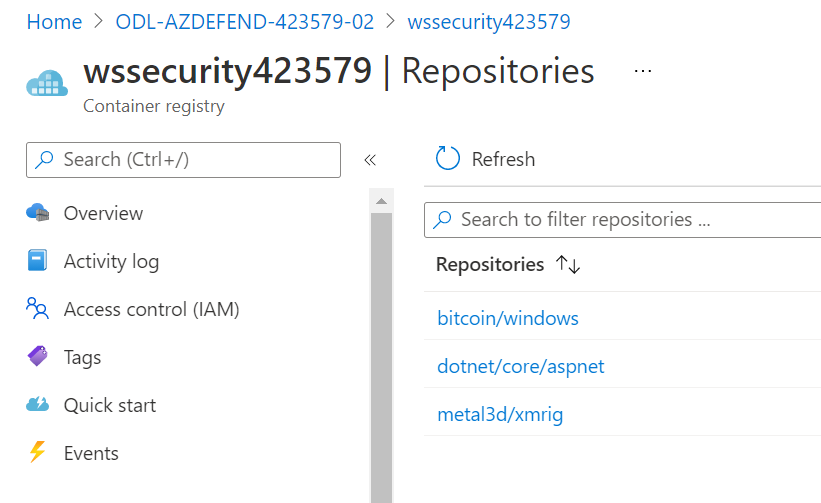 Home > ODL-AZDEFEND-423579-02 > wssecurity423579
wssecurity423579 | Repositories ...
Container registry
Search (Ctrl+/) «
Overview
Activity log
Access control (IAM)
Tags
Quick start
Events
Refresh
Search to filter repositories ...
Repositories ↑↓
bitcoin/windows
dotnet/core/aspnet
metal3d/xmrig